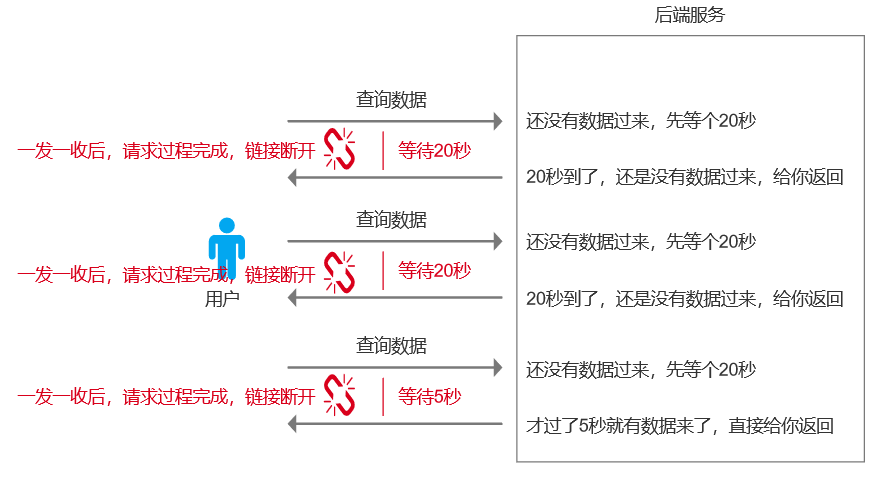 后端服务
查询数据
还没有数据过来，先等个20秒
一发一收后，请求过程完成，链接断开
等待20秒
20秒到了，还是没有数据过来，给你返回
查询数据
还没有数据过来，先等个20秒
一发一收后，请求过程完成，链接断开
等待20秒
用户
20秒到了，还是没有数据过来，给你返回
查询数据
还没有数据过来，先等个20秒
一发一收后，请求过程完成，链接断开
等待5秒
才过了5秒就有数据来了，直接给你返回